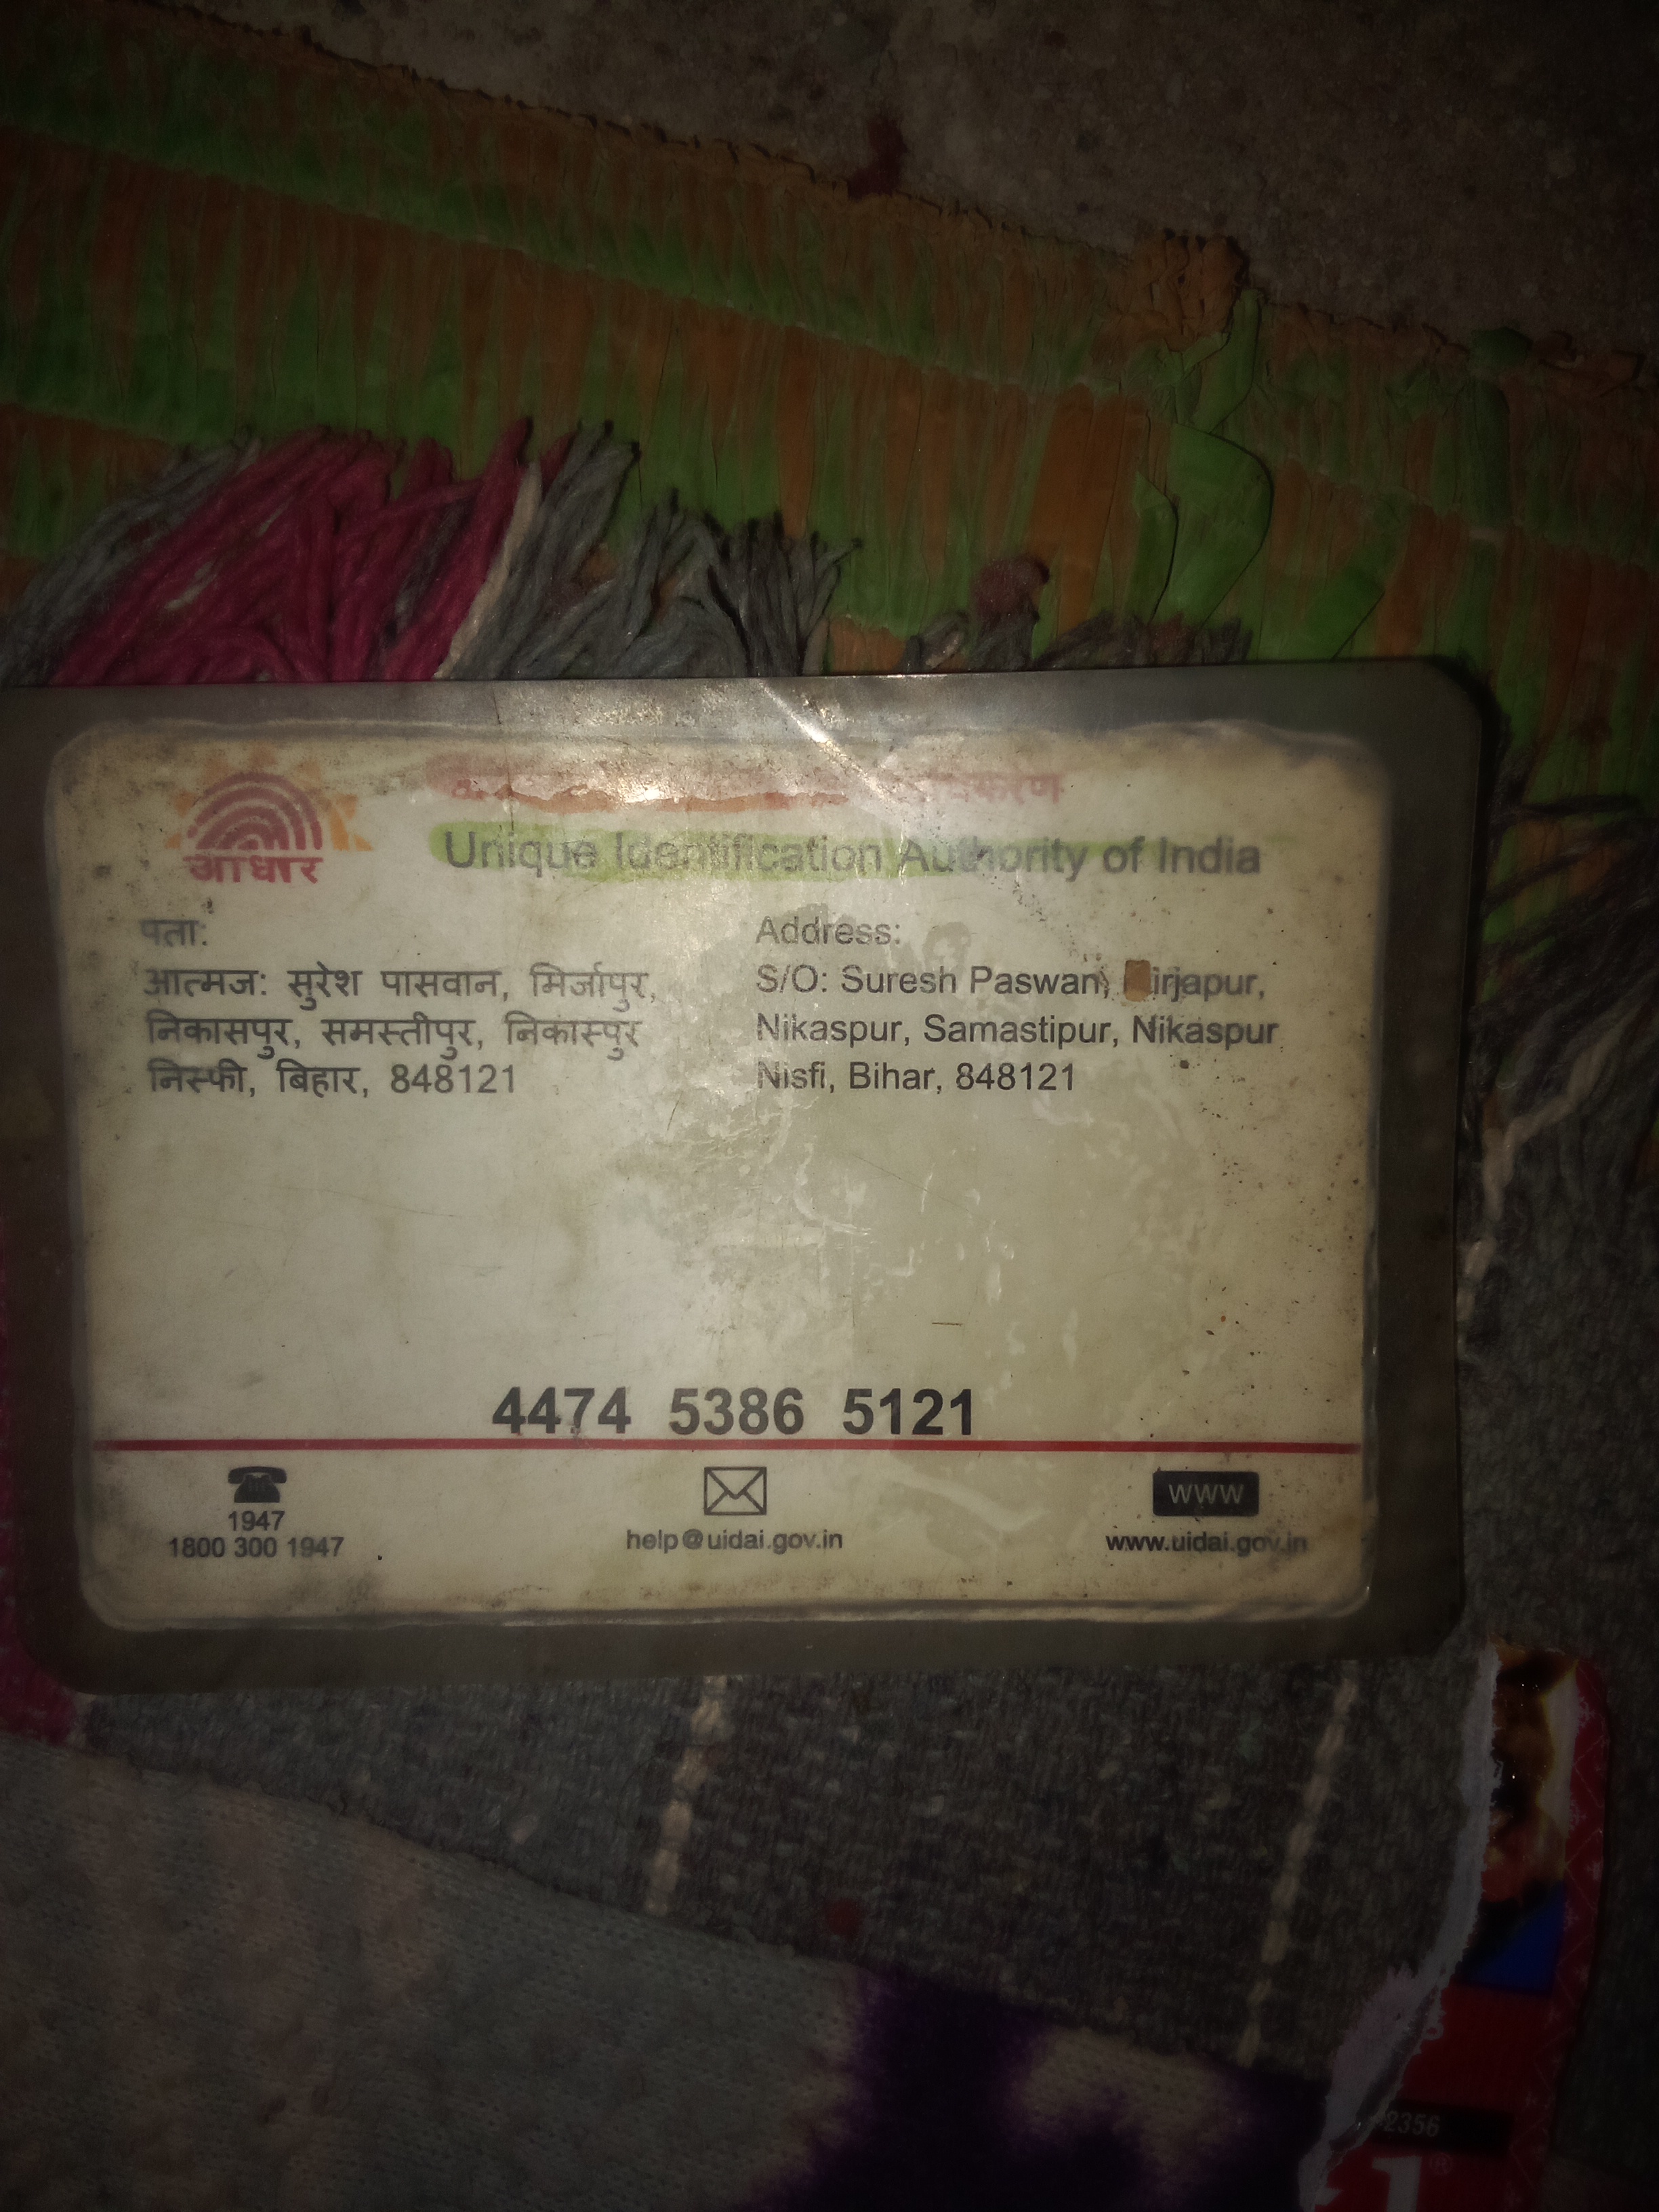 आधार
Unique Identification Authority of India
पता:
आत्मज: सुरेश पासवान, मिर्जापुर,
निकासपुर, समस्तीपुर, निकास्पुर
निस्फी, बिहार, 848121
Address:
S/O: Suresh Paswan, irjapur,
Nikaspur, Samastipur, Nikaspur
Nisfi, Bihar, 848121
4474 5386 5121
1947
1800 300 1947
help@uidai.gov.in
www
www.uidai.gov.in
2356